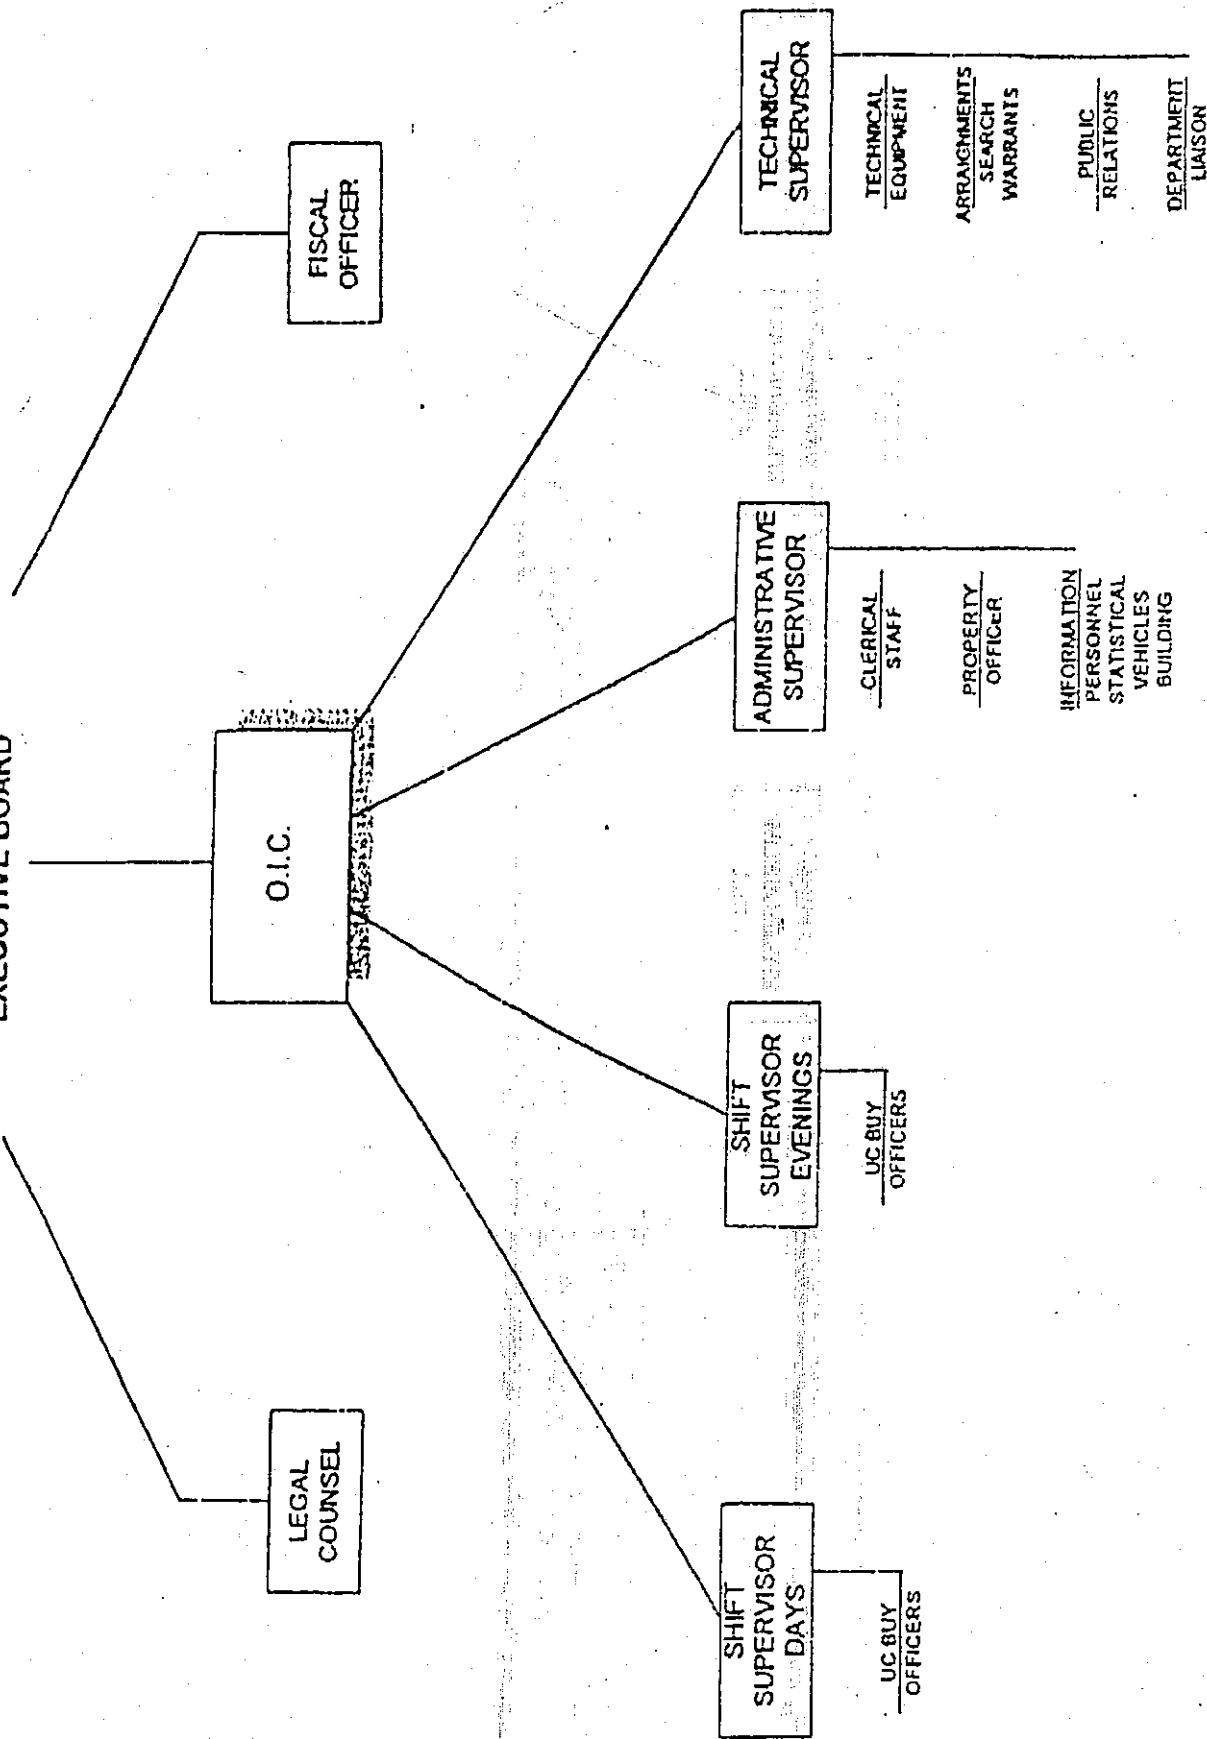 EXECUTIVE BOARD
LEGAL
COUNSEL
O.I.C.
FISCAL
OFFICER
SHIFT
SUPERVISOR
DAYS
UC BUY
OFFICERS
SHIFT
SUPERVISOR
EVENINGS
UC BUY
OFFICERS
ADMINISTRATIVE
SUPERVISOR
CLERICAL
STAFF
PROPERTY
OFFICER
INFORMATION
PERSONNEL
STATISTICAL
VEHICLES
BUILDING
TECHNICAL
SUPERVISOR
TECHNICAL
EQUIPMENT
ARRAIGNMENTS
SEARCH
WARRANTS
PUBLIC
RELATIONS
DEPARTMENT
LIAISON